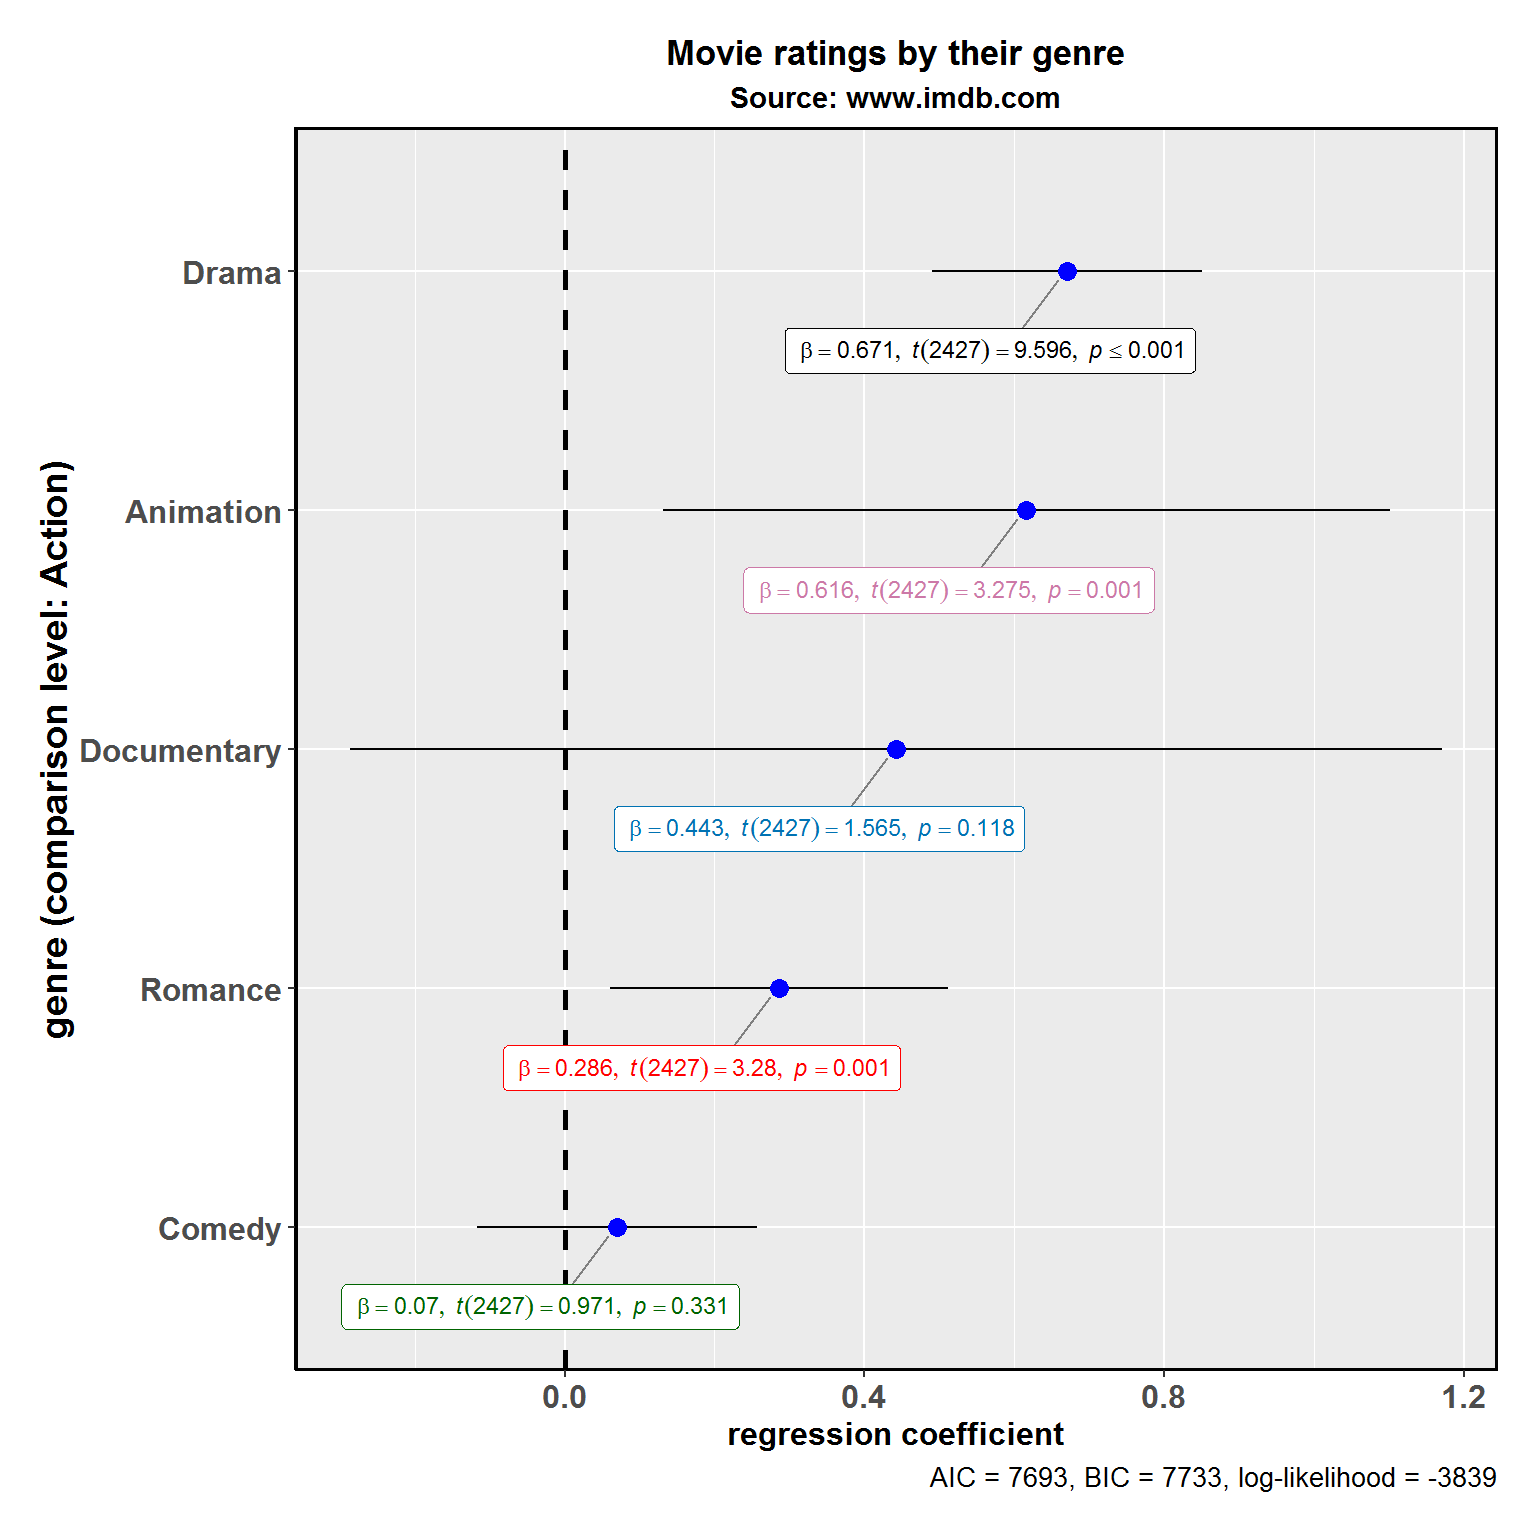 Movie ratings by their genre
Source: www.imdb.com
genre (comparison level: Action)
Drama
β = 0.671, t(2427) = 9.596, p ≤ 0.001
Animation
β = 0.616, t(2427) = 3.275, p = 0.001
Documentary
β = 0.443, t(2427) = 1.565, p = 0.118
Romance
β = 0.286, t(2427) = 3.28, p = 0.001
Comedy
β = 0.07, t(2427) = 0.971, p = 0.331
0.0 0.4 0.8 1.2
regression coefficient
AIC = 7693, BIC = 7733, log-likelihood = -3839